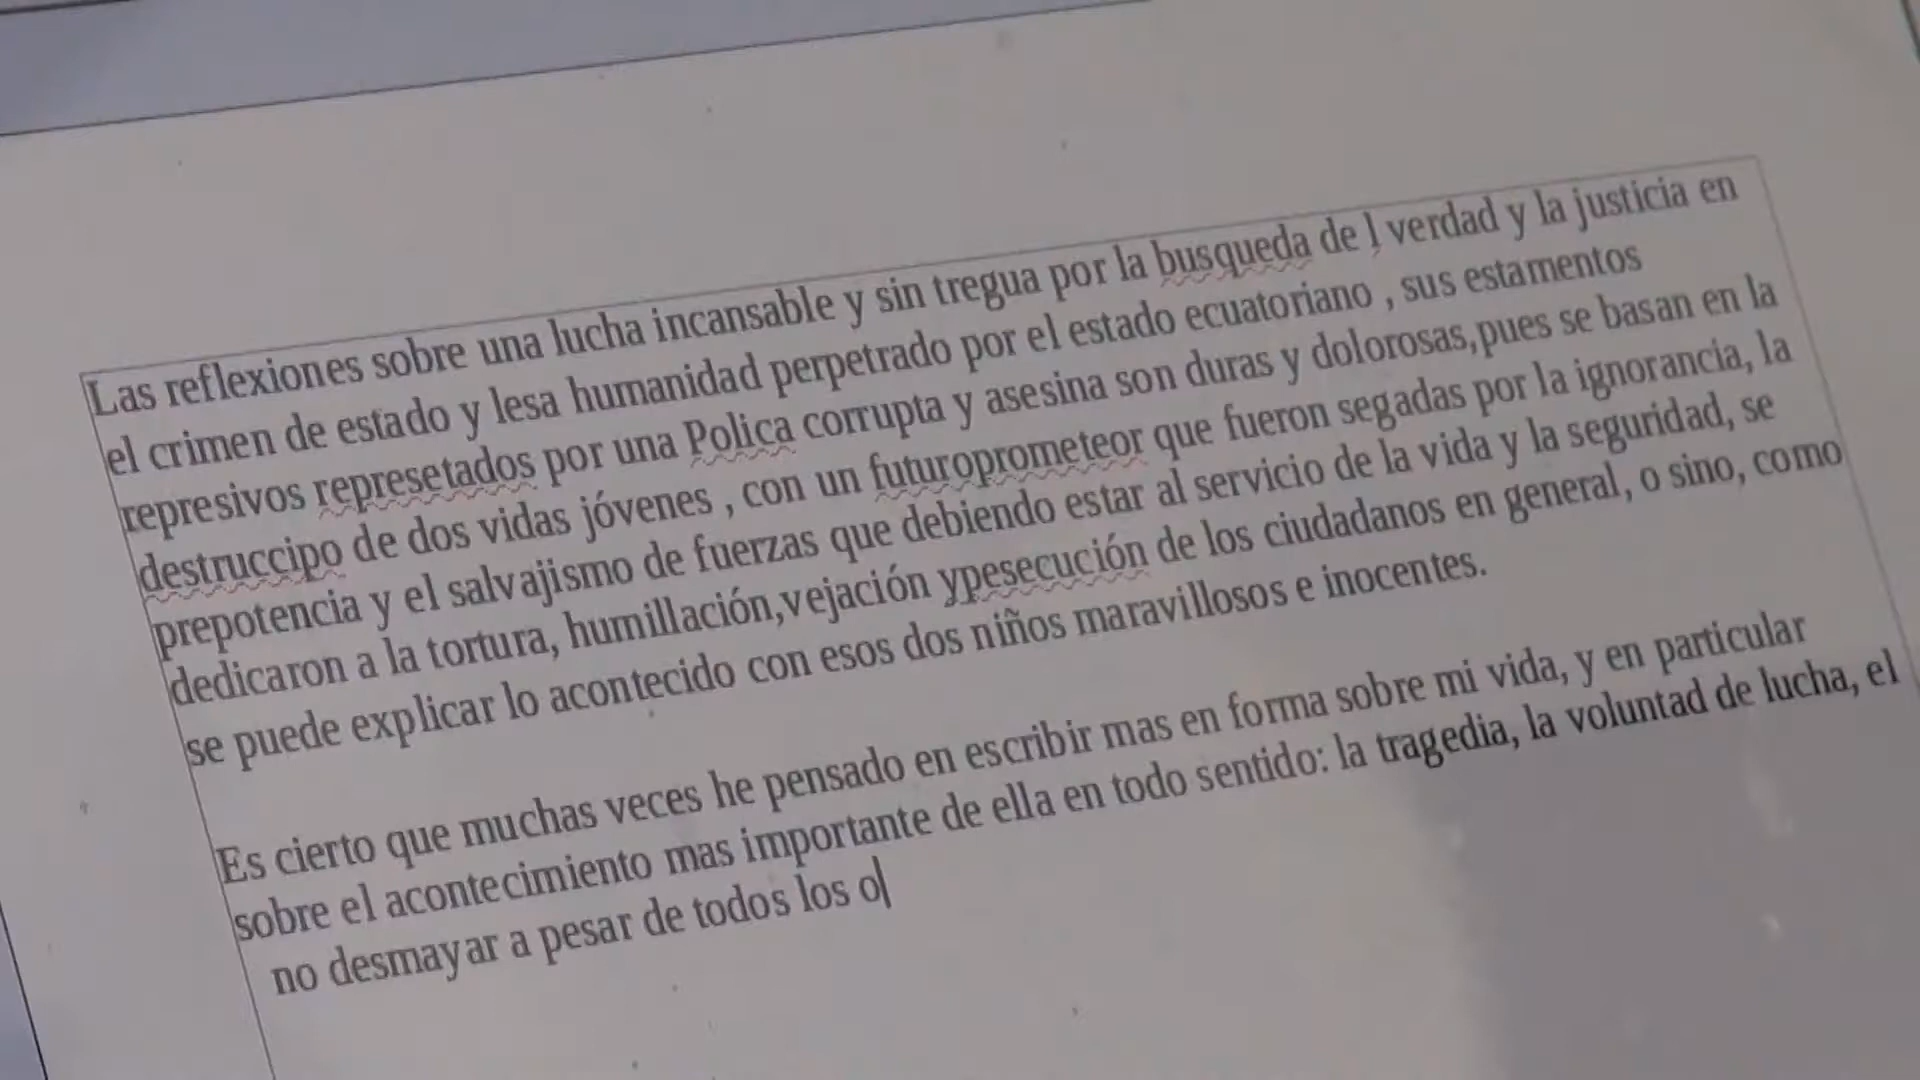 Las reflexiones sobre una lucha incansable y sin tregua por la busqueda de l verdad y la justicia en
el crimen de estado y lesa humanidad perpetrado por el estado ecuatoriano , sus estamentos
represivos represetados por una Polica corrupta y asesina son duras y dolorosas,pues se basan en la
destruccipo de dos vidas jóvenes , con un futuroprometeor que fueron segadas por la ignorancia, la
prepotencia y el salvajismo de fuerzas que debiendo estar al servicio de la vida y la seguridad, se
dedicaron a la tortura, humillación,vejación ypesecución de los ciudadanos en general, o sino, como
se puede explicar lo acontecido con esos dos niños maravillosos e inocentes.
Es cierto que muchas veces he pensado en escribir mas en forma sobre mi vida, y en particular
sobre el acontecimiento mas importante de ella en todo sentido: la tragedia, la voluntad de lucha, el
no desmayar a pesar de todos los o